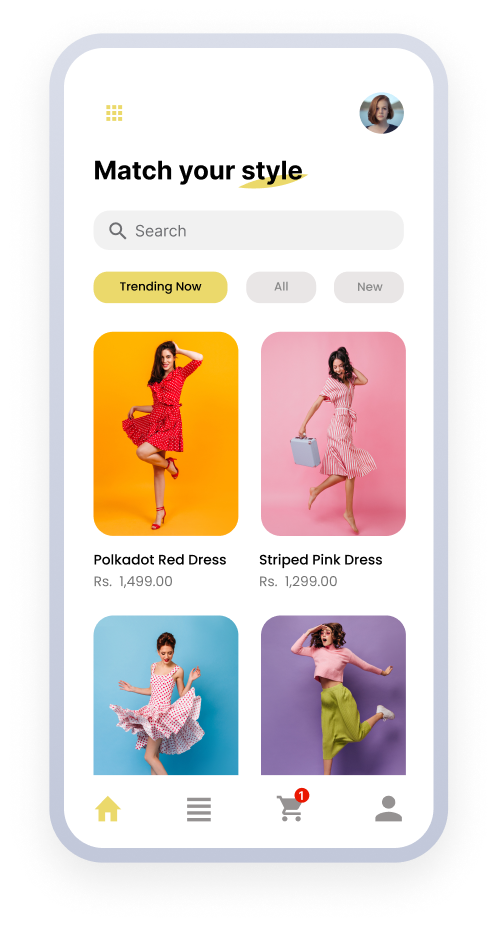 Match your style
Search
Trending Now
All
New
Polkadot Red Dress
Striped Pink Dress
Rs. 1,499.00
Rs. 1,299.00
1